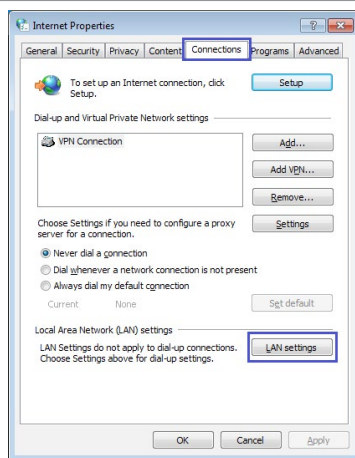 Internet Properties
General Security Privacy Content Connections Programs Advanced
To set up an Internet connection, click
Setup.
Setup
Dial-up and Virtual Private Network settings
VPN Connection
Add...
Add VPN...
Remove...
Choose Settings if you need to configure a proxy
server for a connection.
Settings
Never dial a connection
Dial whenever a network connection is not present
Always dial my default connection
Current None
Set default
Local Area Network (LAN) settings
LAN Settings do not apply to dial-up connections.
Choose Settings above for dial-up settings.
LAN settings
OK Cancel Apply